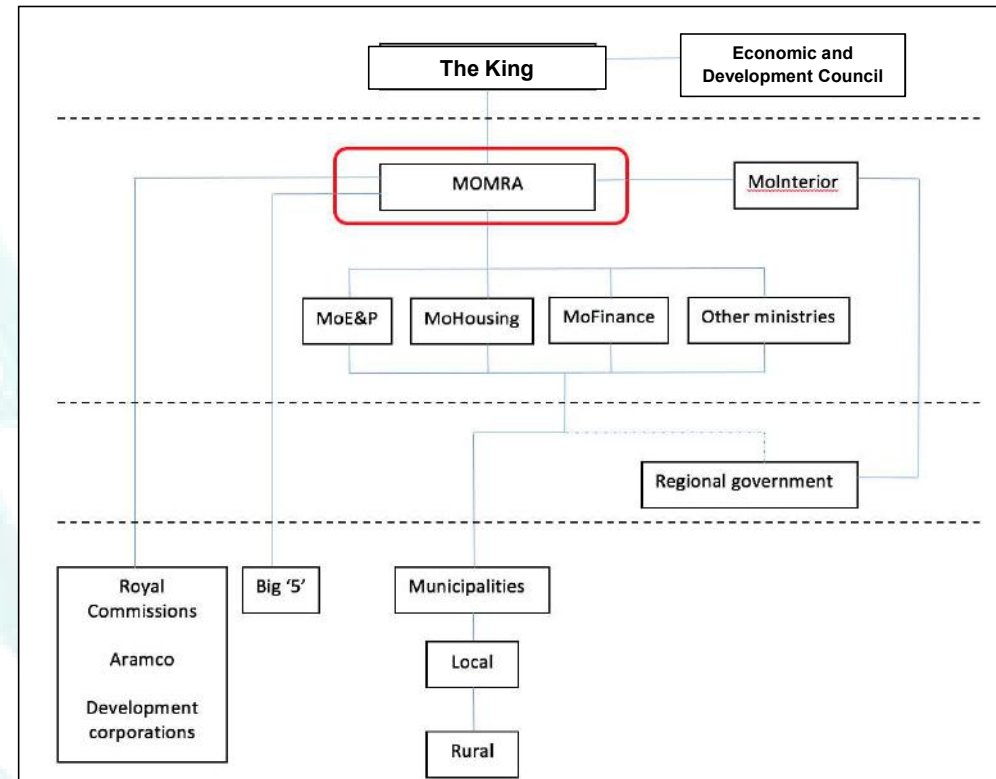 The King
Economic and
Development Council
MOMRA
MoInterior
MoE&P
MoHousing
MoFinance
Other ministries
Regional government
Royal
Commissions
Aramco
Development
corporations
Big ‘5’
Municipalities
Local
Rural